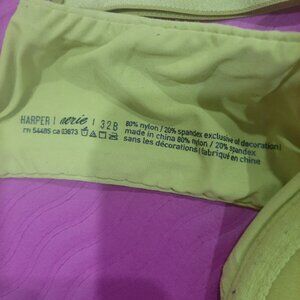 HARPER | aerie | 32B
rn 54485 ca 03673
80% nylon / 20% spandex exclusive of decoration |
made in china 80% nylon / 20% spandex
sans les décorations | fabriqué en chine